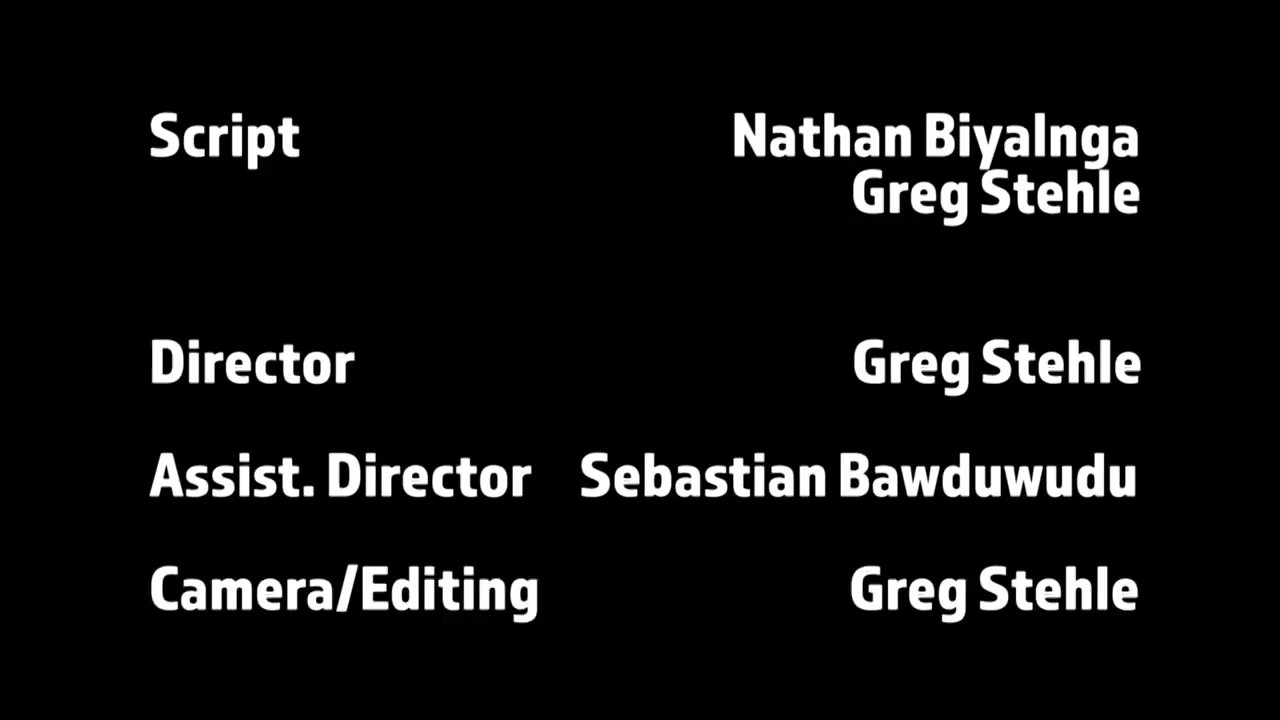 Script Nathan Biyalnga
Greg Stehle
Director Greg Stehle
Assist. Director Sebastian Bawduwudu
Camera/Editing Greg Stehle